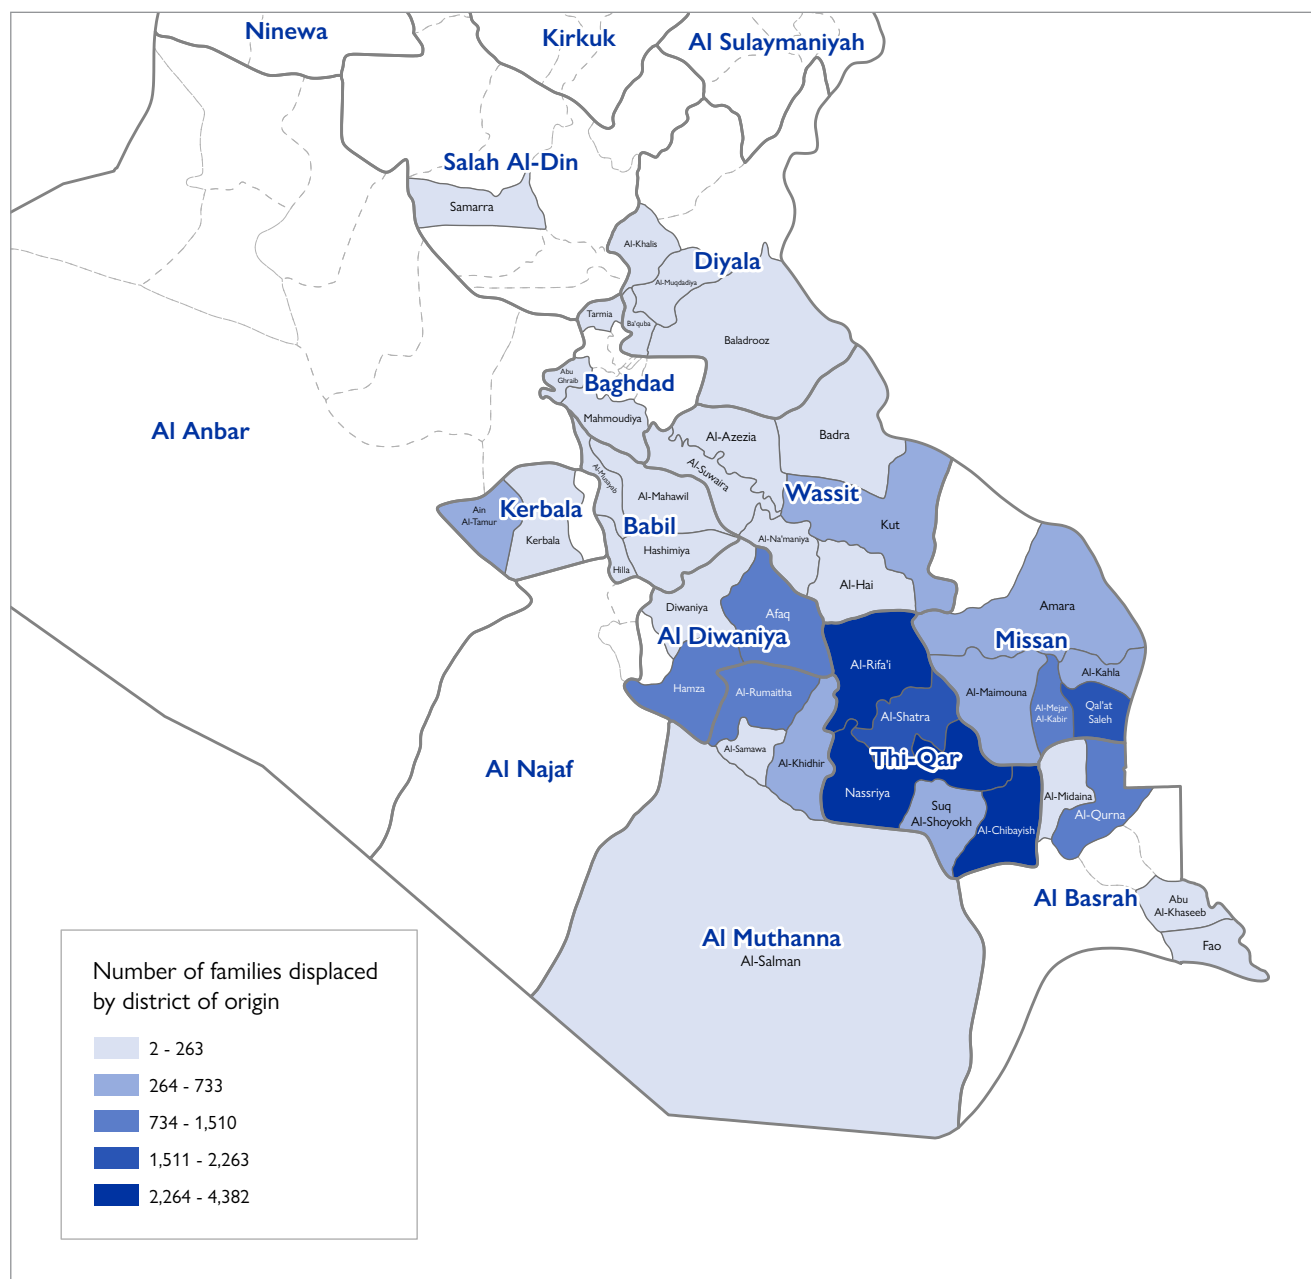 Ninewa
Kirkuk
Al Sulaymaniyah
Salah Al-Din
Samarra
Al-Khalis
Diyala
Al-Muqdadiya
Tarmia
Ba'quba
Baladrooz
Abu
Ghraib
Baghdad
Mahmoudiya
Al Anbar
Al-Azezia
Badra
Al-Suwaira
Al-Musayab
Wassit
Al-Mahawil
Kerbala
Ain
Al-Tamur
Babil
Kut
Kerbala
Al-Na'maniya
Hashimiya
Hilla
Al-Hai
Diwaniya
Afaq
Amara
Al Diwaniya
Missan
Al-Rifa'i
Al-Kahla
Hamza
Al-Rumaitha
Al-Maimouna
Al-Mejar
Al-Kabir
Qal'at
Saleh
Al-Shatra
Al-Samawa
Al-Khidhir
Thi-Qar
Al Najaf
Nassriya
Al-Midaina
Suq
Al-Shoyokh
Al-Qurna
Al-Chibayish
Al Basrah
Abu
Al-Khaseeb
Al Muthanna
Al-Salman
Fao
Number of families displaced
by district of origin
2 - 263
264 - 733
734 - 1,510
1,511 - 2,263
2,264 - 4,382